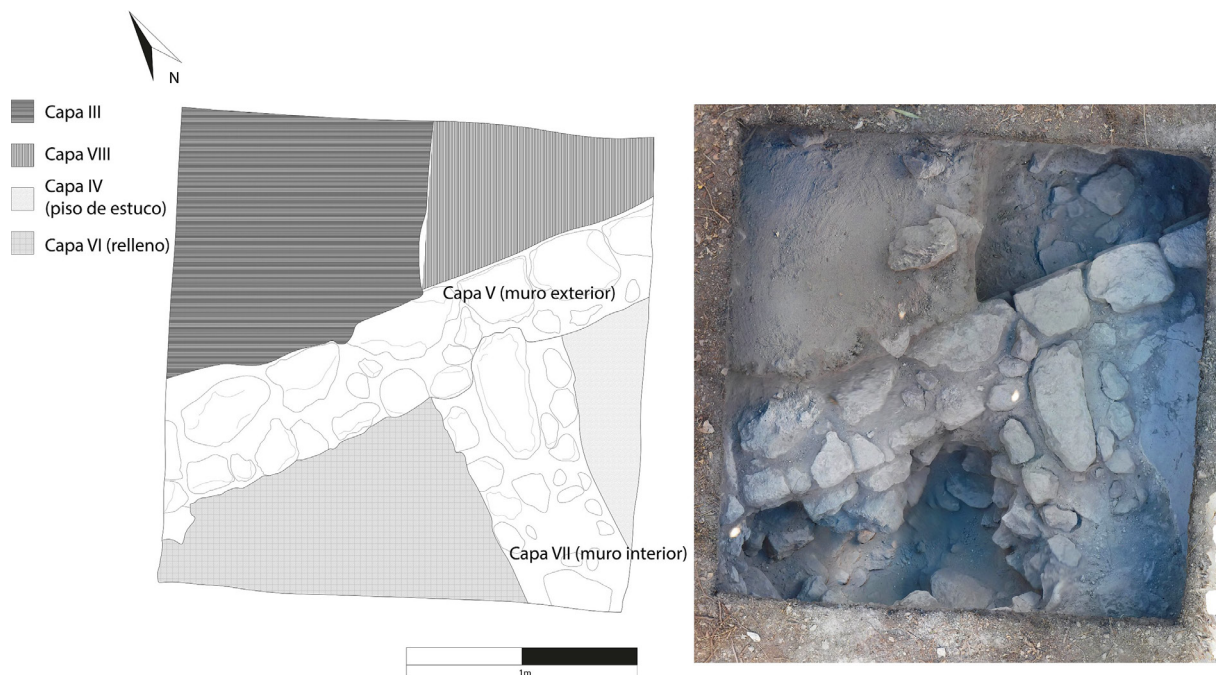 N
Capa III
Capa VIII
Capa IV
(piso de estuco)
Capa VI (relleno)
Capa V (muro exterior)
Capa VII (muro interior)
1m